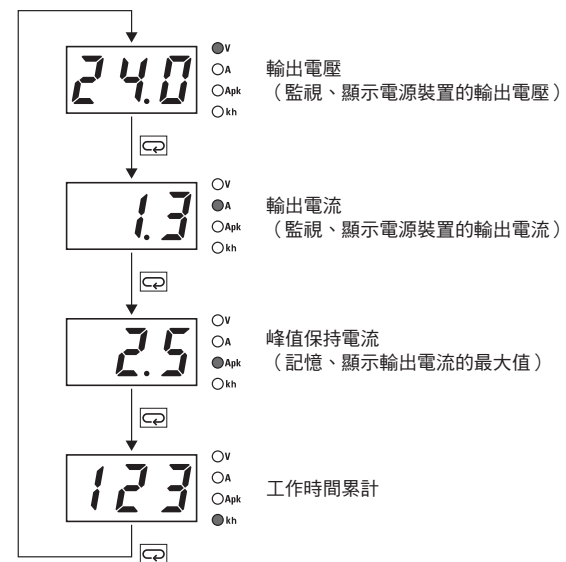 24.0
V
A
Apk
kh
輸出電壓
（監視、顯示電源裝置的輸出電壓）
1.3
V
A
Apk
kh
輸出電流
（監視、顯示電源裝置的輸出電流）
2.5
V
A
Apk
kh
峰值保持電流
（記憶、顯示輸出電流的最大值）
123
V
A
Apk
kh
工作時間累計